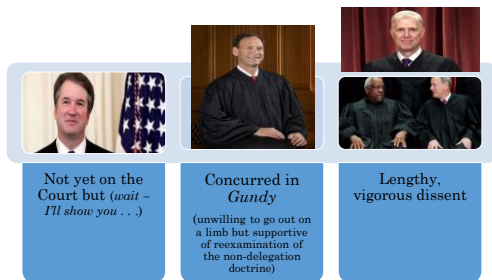 Not yet on the
Court but (wait –
I'll show you . . .)
Concurred in
Gundy
(unwilling to go out on
a limb but supportive
of reexamination of
the non-delegation
doctrine)
Lengthy,
vigorous dissent